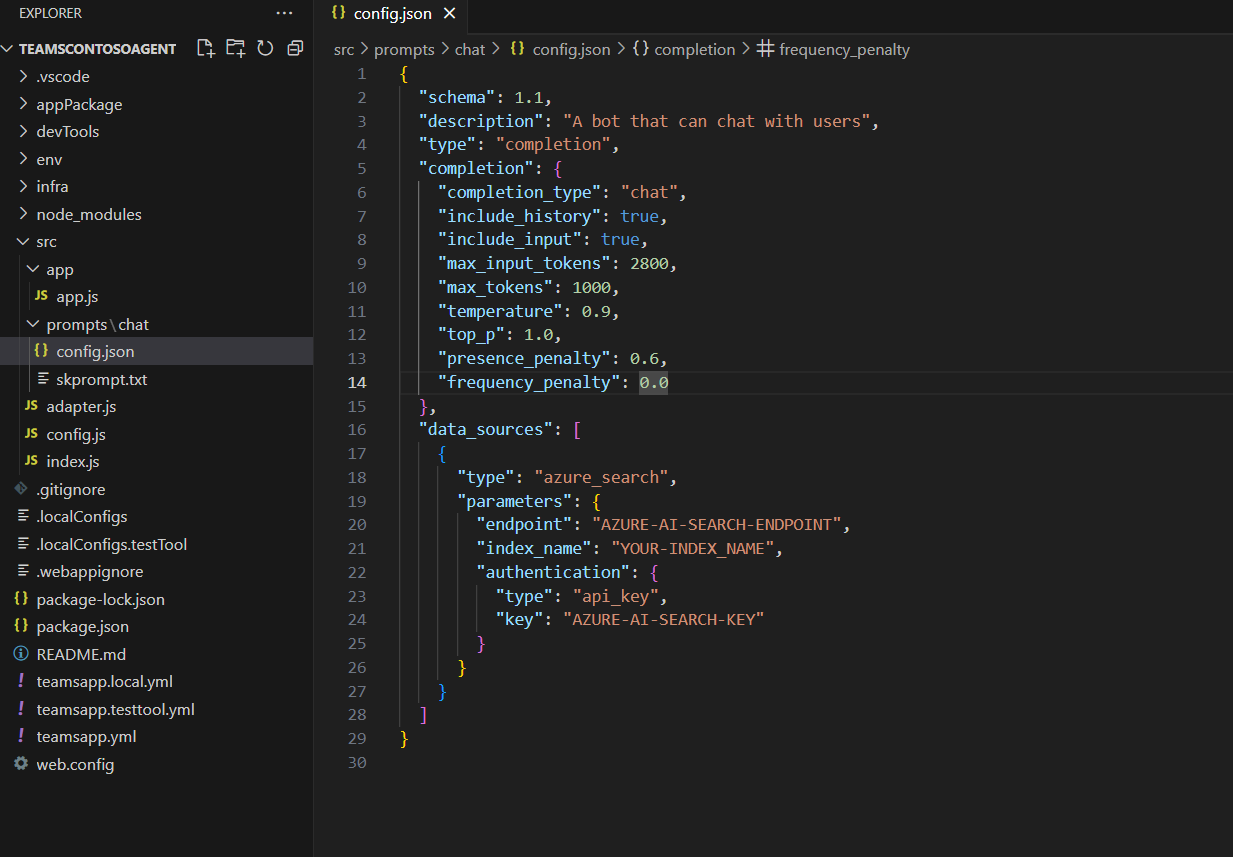 EXPLORER
TEAMSCONTOSOAGENT
.vscode
appPackage
devTools
env
infra
node_modules
src
app
JS app.js
prompts\chat
{} config.json
skprompt.txt
JS adapter.js
JS config.js
JS index.js
.gitignore
.localConfigs
.localConfigs.testTool
.webappignore
{} package-lock.json
{} package.json
README.md
! teamsapp.local.yml
! teamsapp.testtool.yml
! teamsapp.yml
web.config
{} config.json
src > prompts > chat > {} config.json > {} completion > # frequency_penalty
1 {
2   "schema": 1.1,
3   "description": "A bot that can chat with users",
4   "type": "completion",
5   "completion": {
6     "completion_type": "chat",
7     "include_history": true,
8     "include_input": true,
9     "max_input_tokens": 2800,
10     "max_tokens": 1000,
11     "temperature": 0.9,
12     "top_p": 1.0,
13     "presence_penalty": 0.6,
14     "frequency_penalty": 0.0
15   },
16   "data_sources": [
17     {
18       "type": "azure_search",
19       "parameters": {
20         "endpoint": "AZURE-AI-SEARCH-ENDPOINT",
21         "index_name": "YOUR-INDEX_NAME",
22         "authentication": {
23           "type": "api_key",
24           "key": "AZURE-AI-SEARCH-KEY"
25         }
26       }
27     }
28   ]
29 }
30